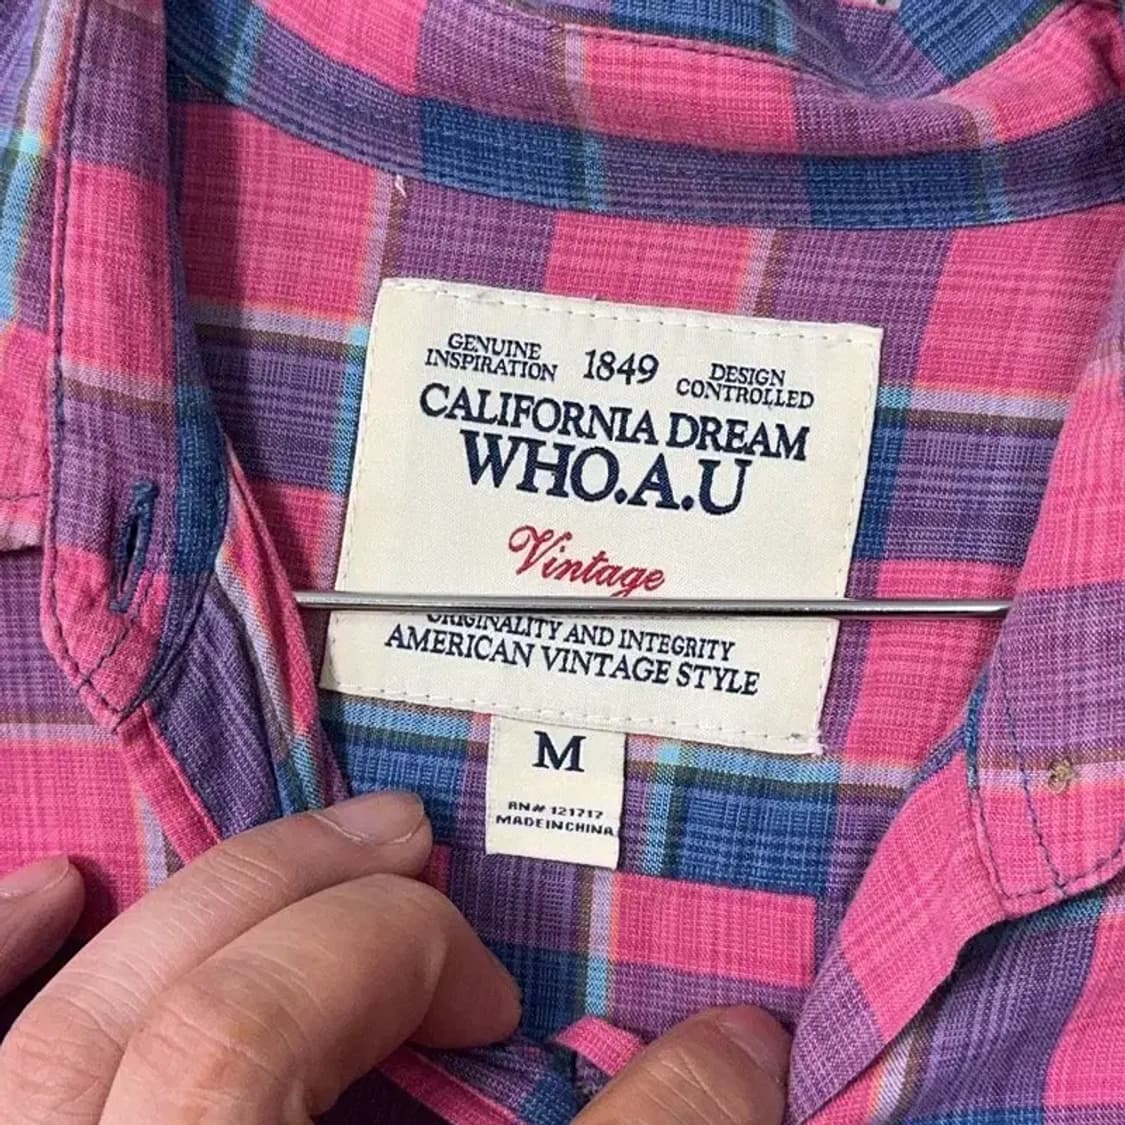 GENUINE
INSPIRATION
1849
DESIGN
CONTROLLED
CALIFORNIA DREAM
WHO.A.U
Vintage
ORIGINALITY AND INTEGRITY
AMERICAN VINTAGE STYLE
M
RN# 121717
MADEINCHINA